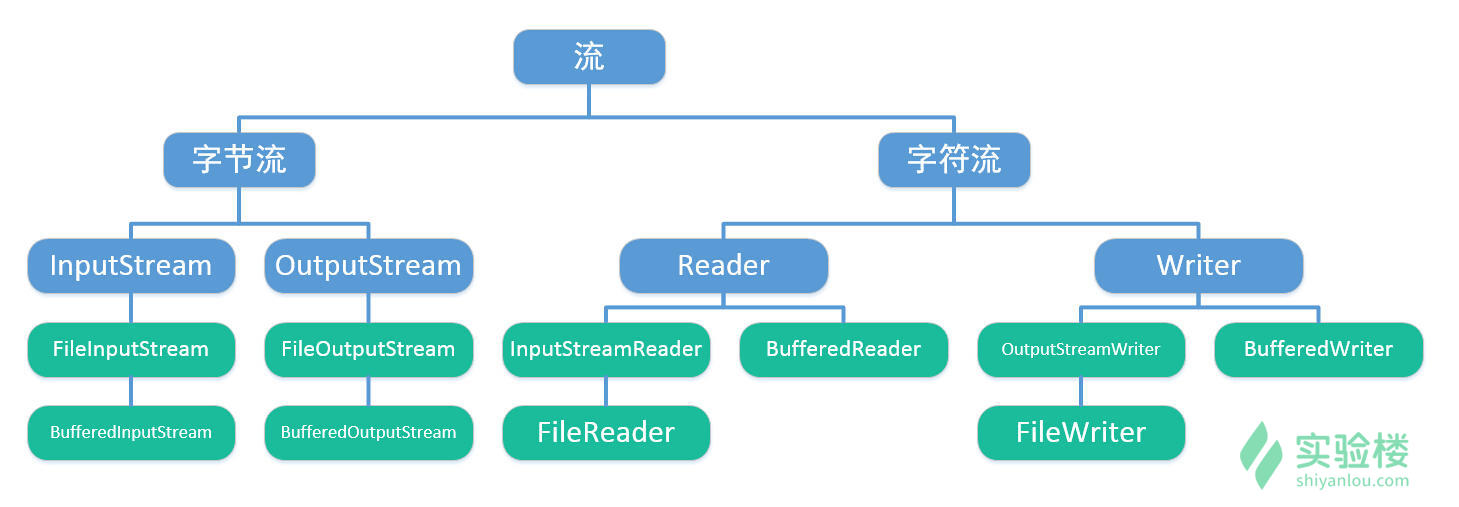 流
字节流
字符流
InputStream
OutputStream
Reader
Writer
FileInputStream
FileOutputStream
InputStreamReader
BufferedReader
OutputStreamWriter
BufferedWriter
BufferedInputStream
BufferedOutputStream
FileReader
FileWriter
实验楼
shiyanlou.com